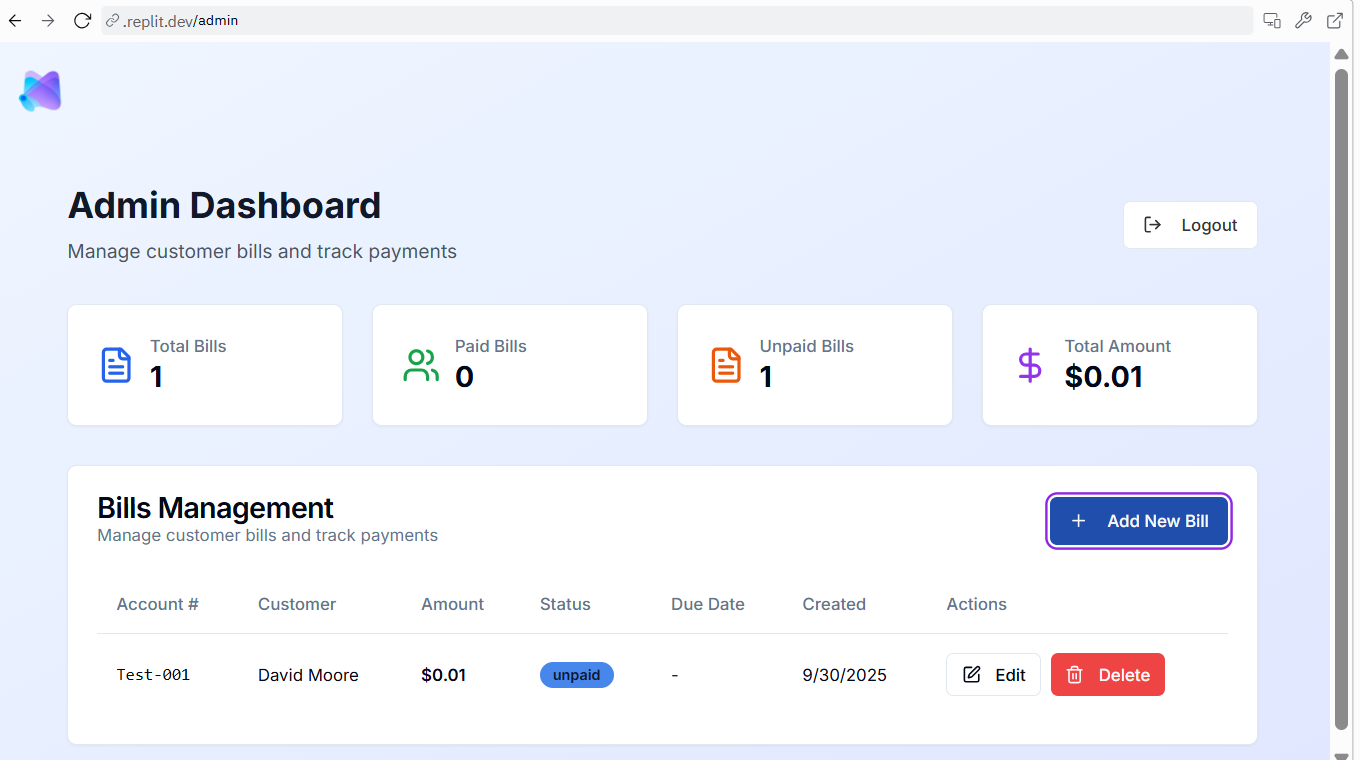 .replit.dev/admin
Admin Dashboard
Manage customer bills and track payments
Logout
Total Bills
1
Paid Bills
0
Unpaid Bills
1
Total Amount
$0.01
Bills Management
Manage customer bills and track payments
+ Add New Bill
Account # Customer Amount Status Due Date Created Actions
Test-001 David Moore $0.01 unpaid - 9/30/2025 Edit Delete